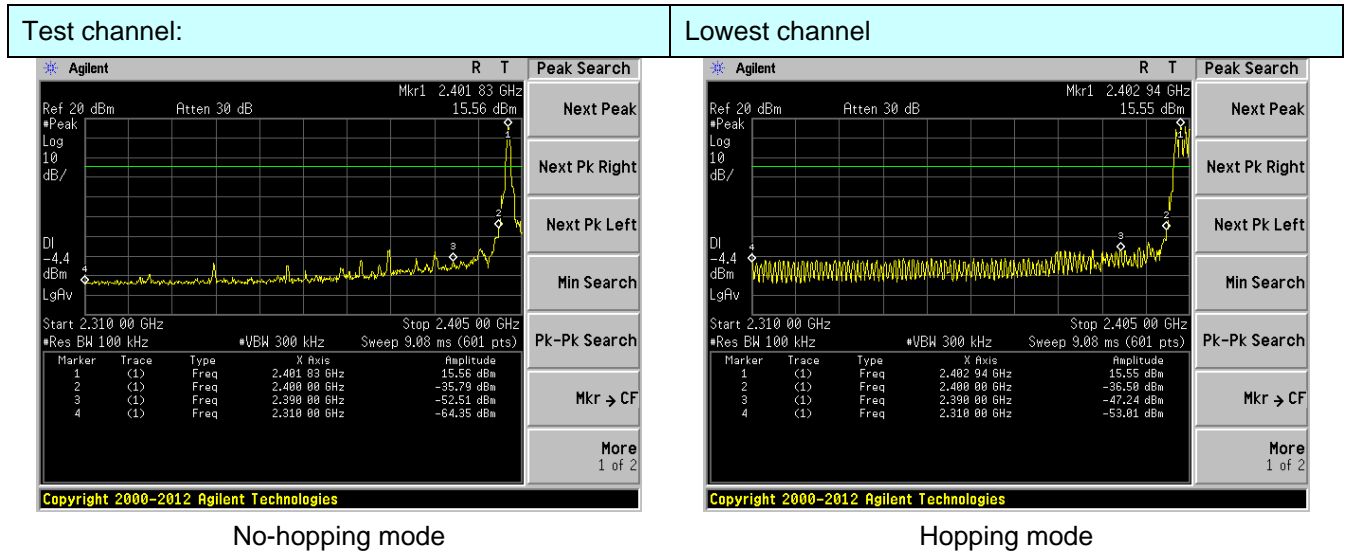 Test channel:
Lowest channel
Agilent
R T
Peak Search
Mkr1 2.401 83 GHz
Ref 20 dBm Atten 30 dB 15.56 dBm
#Peak
Log
10
dB/
DI
-4.4
dBm
LgAv
1
2
3
4
Start 2.310 00 GHz Stop 2.405 00 GHz
#Res BW 100 kHz #VBW 300 kHz Sweep 9.08 ms (601 pts)
Marker Trace Type X Axis Amplitude
1 (1) Freq 2.401 83 GHz 15.56 dBm
2 (1) Freq 2.400 00 GHz -35.79 dBm
3 (1) Freq 2.390 00 GHz -52.51 dBm
4 (1) Freq 2.310 00 GHz -64.35 dBm
Next Peak
Next Pk Right
Next Pk Left
Min Search
Pk-Pk Search
Mkr → CF
More
1 of 2
Copyright 2000-2012 Agilent Technologies
No-hopping mode
Agilent
R T
Peak Search
Mkr1 2.402 94 GHz
Ref 20 dBm Atten 30 dB 15.55 dBm
#Peak
Log
10
dB/
DI
-4.4
dBm
LgAv
1
2
3
4
Start 2.310 00 GHz Stop 2.405 00 GHz
#Res BW 100 kHz #VBW 300 kHz Sweep 9.08 ms (601 pts)
Marker Trace Type X Axis Amplitude
1 (1) Freq 2.402 94 GHz 15.55 dBm
2 (1) Freq 2.400 00 GHz -36.50 dBm
3 (1) Freq 2.390 00 GHz -47.24 dBm
4 (1) Freq 2.310 00 GHz -53.01 dBm
Next Peak
Next Pk Right
Next Pk Left
Min Search
Pk-Pk Search
Mkr → CF
More
1 of 2
Copyright 2000-2012 Agilent Technologies
Hopping mode